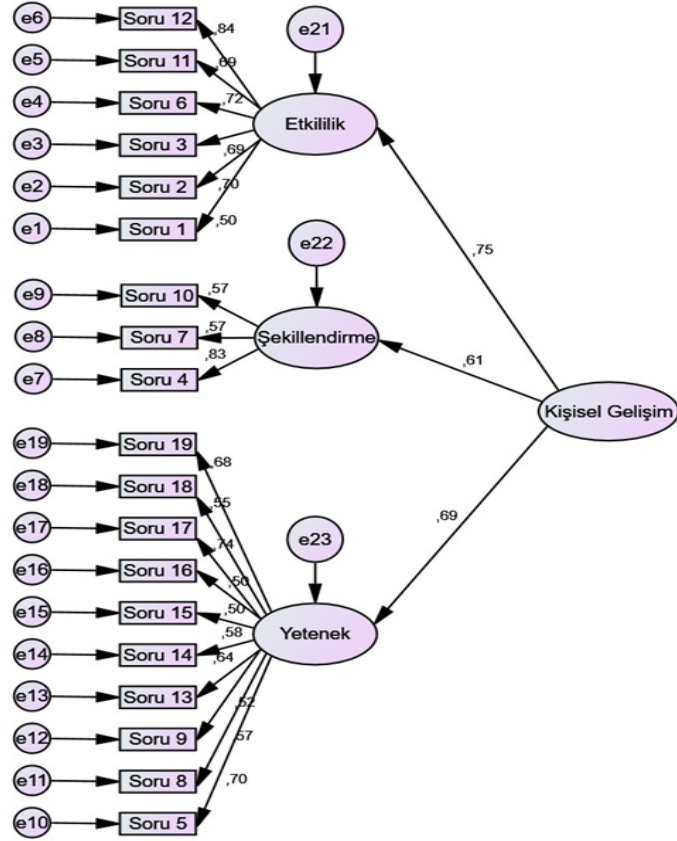 e6 Soru 12
,84
e21
e5 Soru 11
,69
e4 Soru 6
,72
Etkililik
e3 Soru 3
,69
e2 Soru 2
,70
e1 Soru 1
,50
e22
,75
e9 Soru 10
,57
e8 Soru 7
,57
Şekillendirme
,83
e7 Soru 4
,61
Kişisel Gelişim
e19 Soru 19
,68
e18 Soru 18
,55
e17 Soru 17
,74
e23
,69
e16 Soru 16
,50
e15 Soru 15
,50
Yetenek
e14 Soru 14
,58
,64
e13 Soru 13
,52
e12 Soru 9
,57
e11 Soru 8
,70
e10 Soru 5